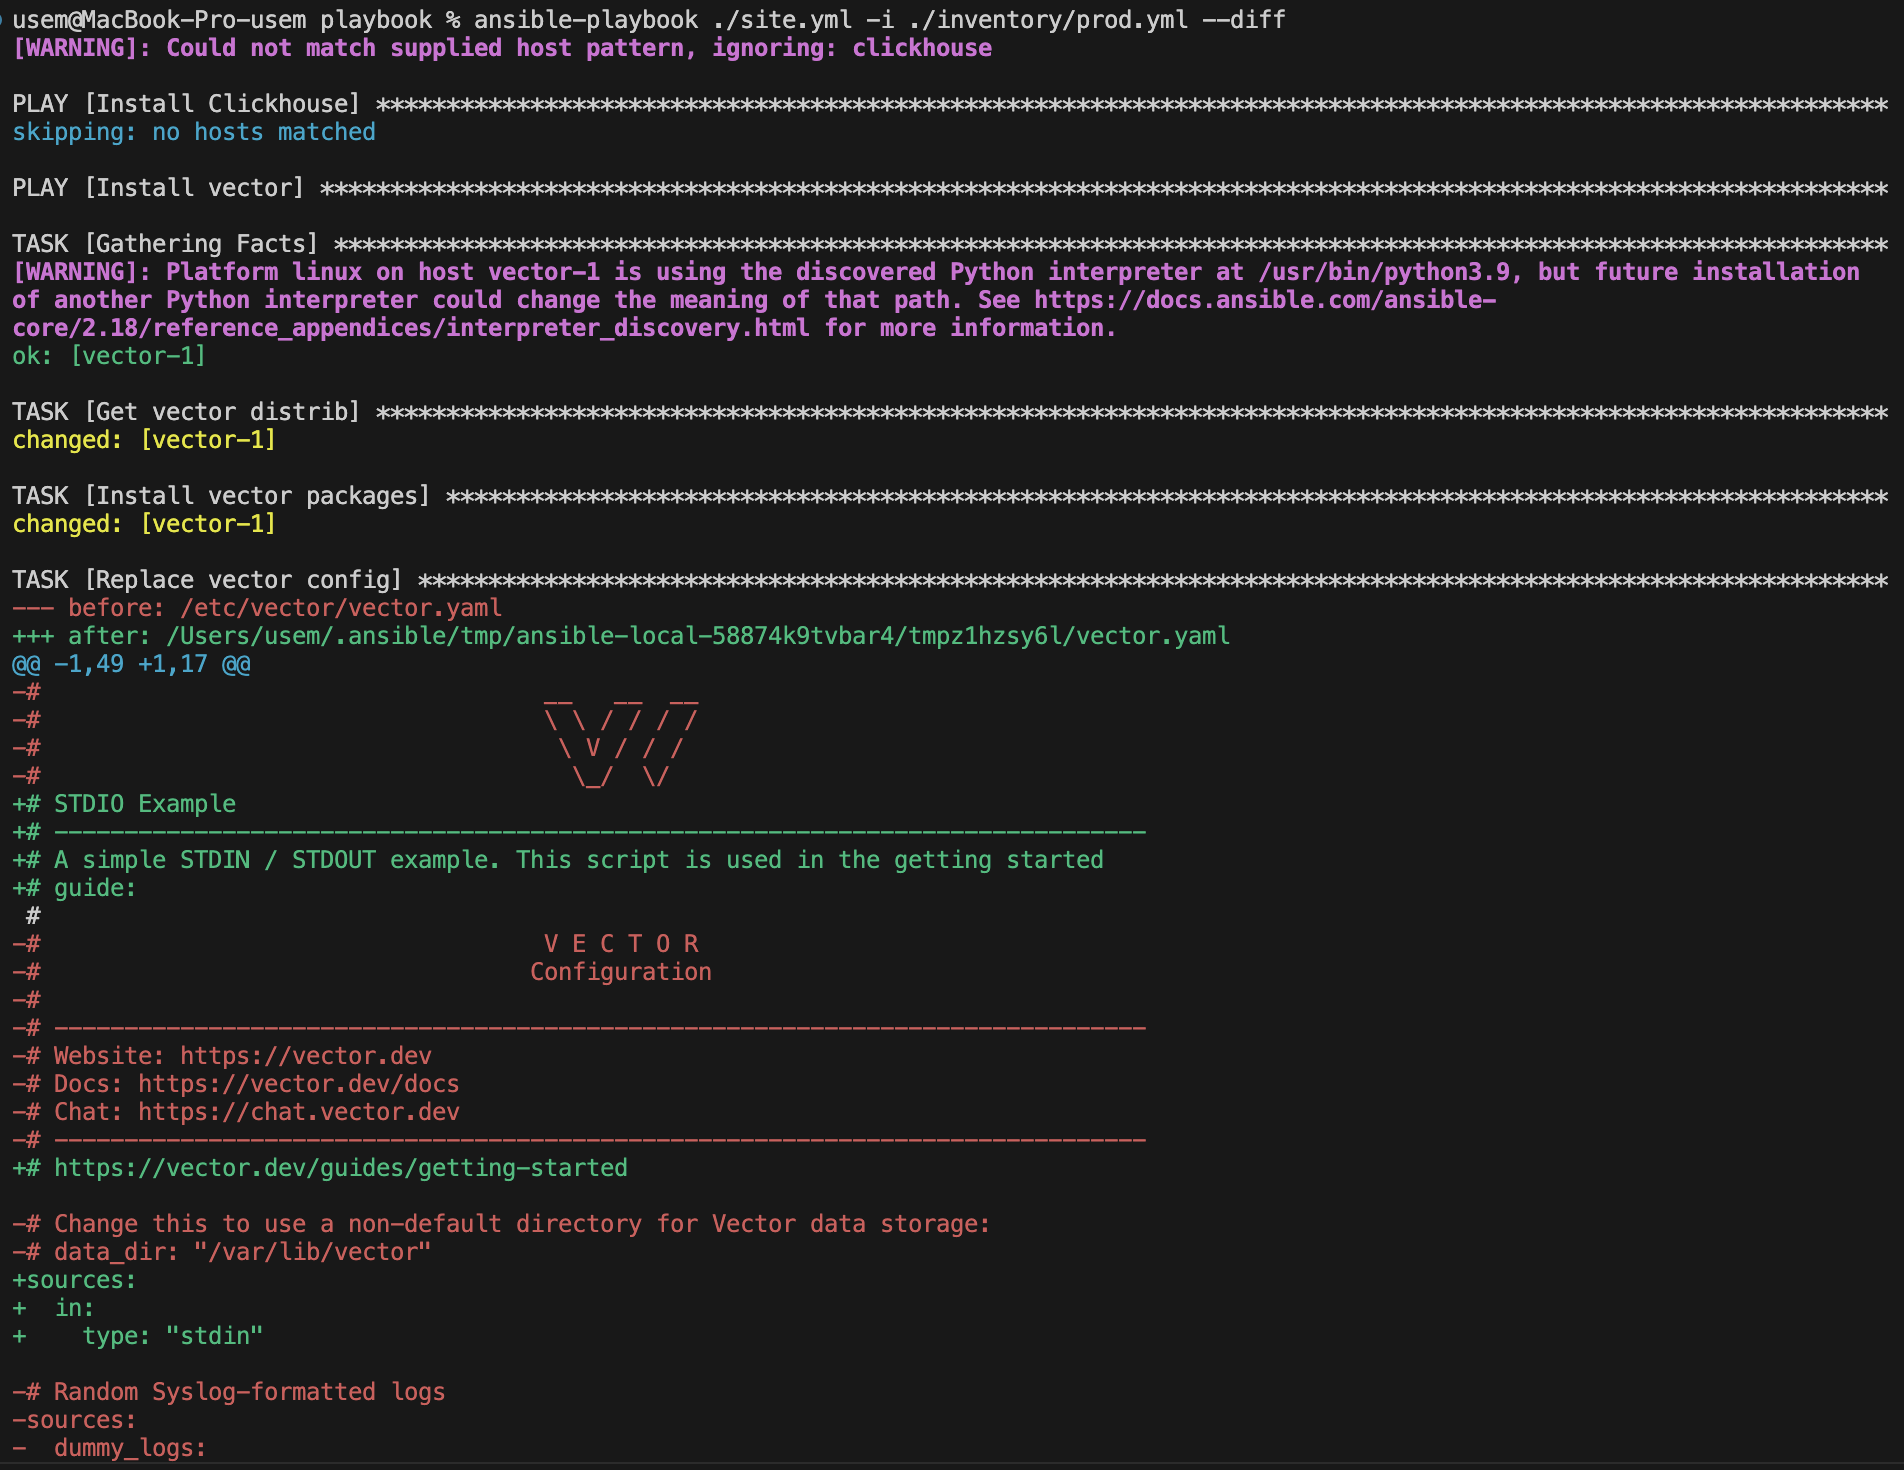 usem@MacBook-Pro-usem playbook % ansible-playbook ./site.yml -i ./inventory/prod.yml --diff
[WARNING]: Could not match supplied host pattern, ignoring: clickhouse

PLAY [Install Clickhouse] ************************************************************************************************************
skipping: no hosts matched

PLAY [Install vector] ****************************************************************************************************************

TASK [Gathering Facts] ***************************************************************************************************************
[WARNING]: Platform linux on host vector-1 is using the discovered Python interpreter at /usr/bin/python3.9, but future installation
of another Python interpreter could change the meaning of that path. See https://docs.ansible.com/ansible-
core/2.18/reference_appendices/interpreter_discovery.html for more information.
ok: [vector-1]

TASK [Get vector distrib] ************************************************************************************************************
changed: [vector-1]

TASK [Install vector packages] *******************************************************************************************************
changed: [vector-1]

TASK [Replace vector config] *********************************************************************************************************
--- before: /etc/vector/vector.yaml
+++ after: /Users/usem/.ansible/tmp/ansible-local-58874k9tvbar4/tmpz1hzsy6l/vector.yaml
@@ -1,49 +1,17 @@
-#                                    __   __  __
-#                                    \ \ / / / /
-#                                     \ V / / /
-#                                      \_/  \/
+# STDIO Example
+# ------------------------------------------------------------------------------
+# A simple STDIN / STDOUT example. This script is used in the getting started
+# guide:
 #
-#                                    V E C T O R
-#                                   Configuration
-#
-# ------------------------------------------------------------------------------
-# Website: https://vector.dev
-# Docs: https://vector.dev/docs
-# Chat: https://chat.vector.dev
-# ------------------------------------------------------------------------------
+# https://vector.dev/guides/getting-started

-# Change this to use a non-default directory for Vector data storage:
-# data_dir: "/var/lib/vector"
+sources:
+  in:
+    type: "stdin"

-# Random Syslog-formatted logs
-sources:
-  dummy_logs: